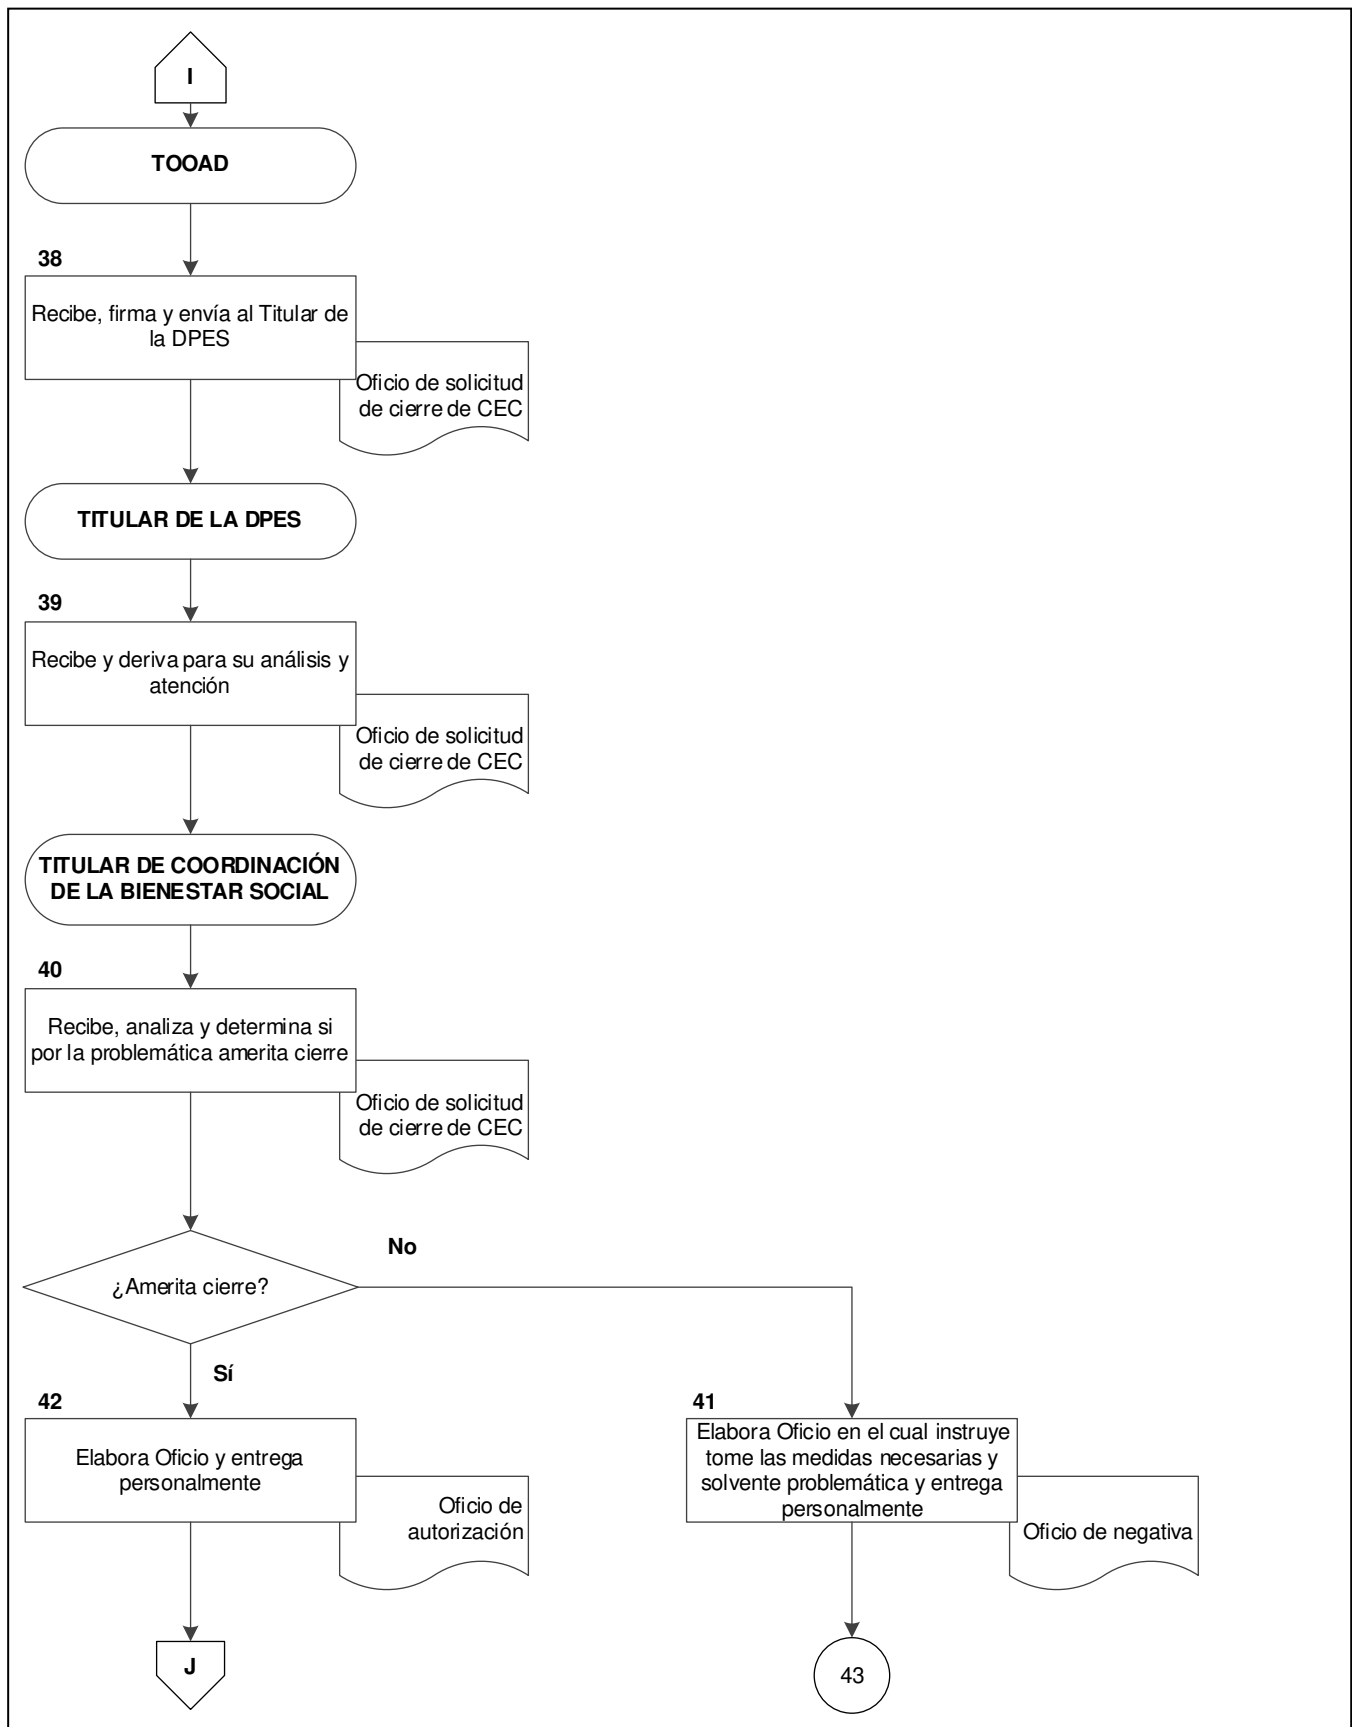 I
TOOAD
38
Recibe, firma y envía al Titular de
la DPES
Oficio de solicitud
de cierre de CEC
TITULAR DE LA DPES
39
Recibe y deriva para su análisis y
atención
Oficio de solicitud
de cierre de CEC
TITULAR DE COORDINACIÓN
DE LA BIENESTAR SOCIAL
40
Recibe, analiza y determina si
por la problemática amerita cierre
Oficio de solicitud
de cierre de CEC
¿Amerita cierre?
No
Sí
42
Elabora Oficio y entrega
personalmente
Oficio de
autorización
J
41
Elabora Oficio en el cual instruye
tome las medidas necesarias y
solvente problemática y entrega
personalmente
Oficio de negativa
43